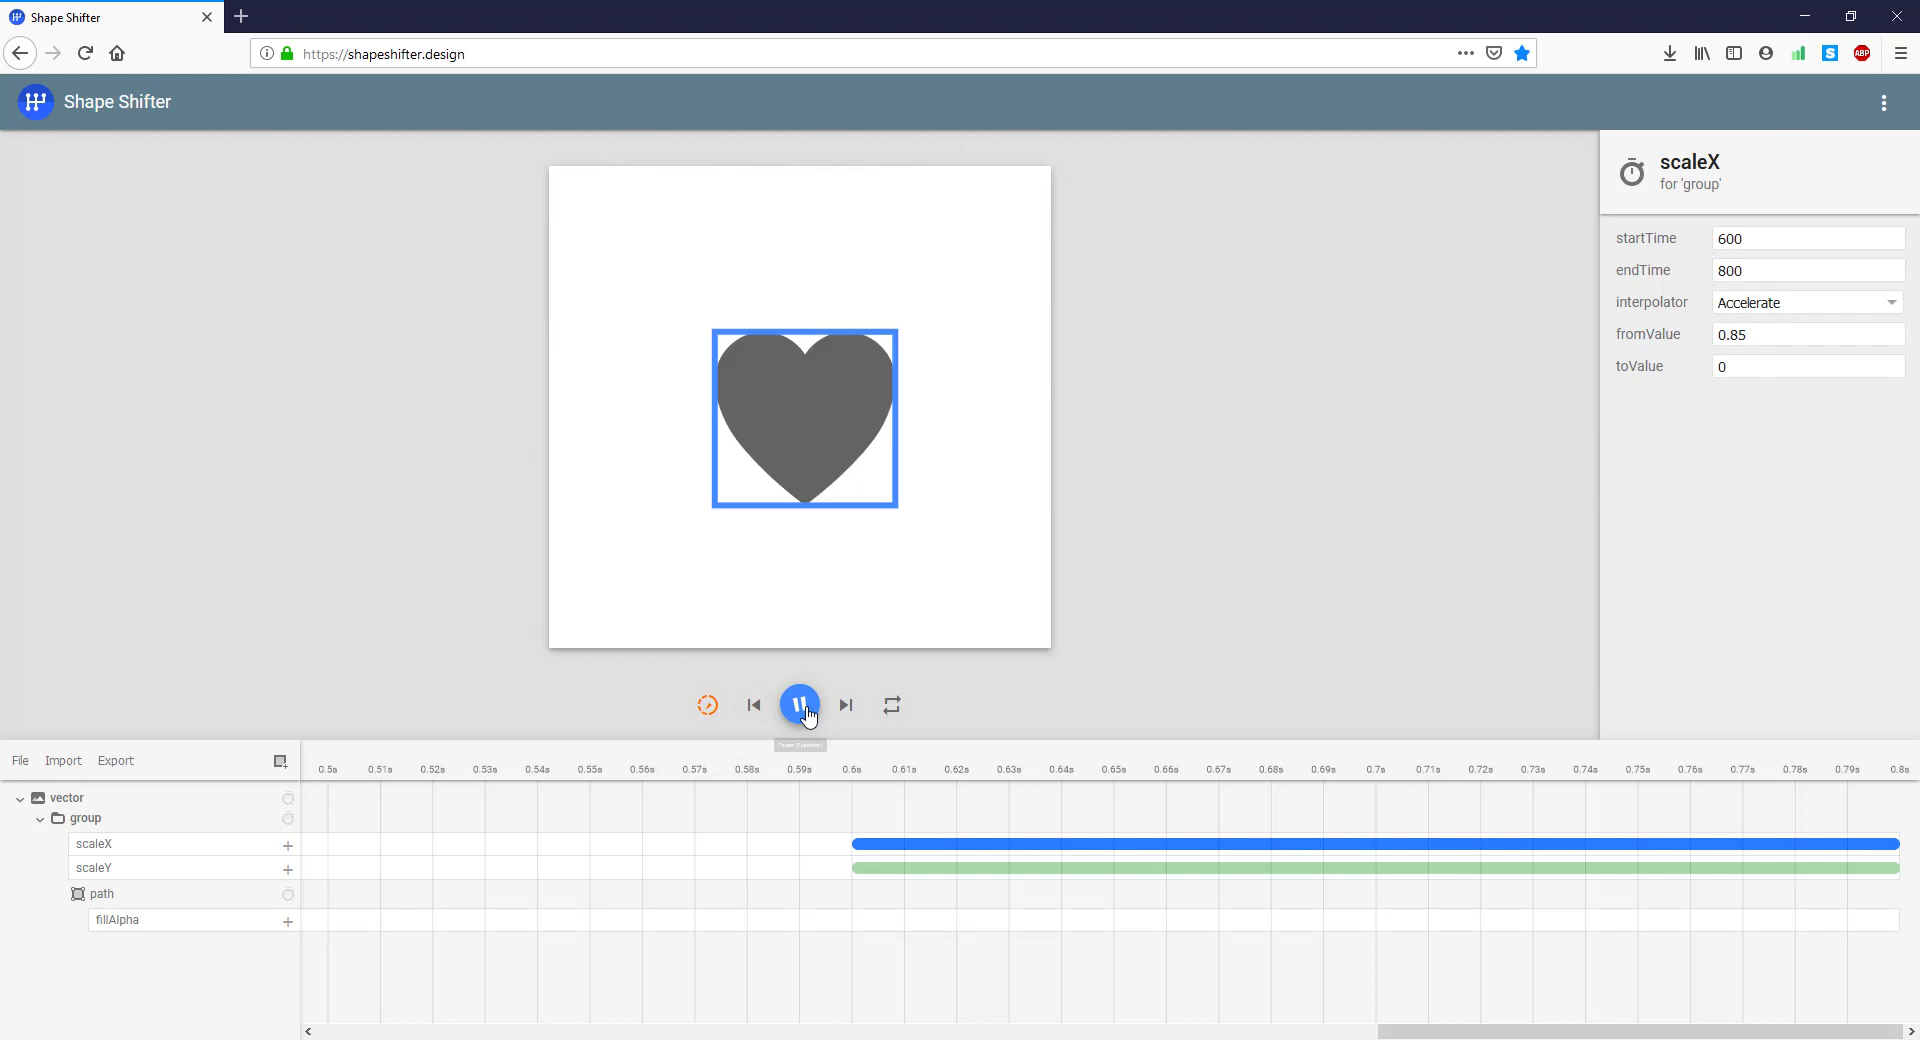 Shape Shifter
https://shapeshifter.design
S
ABP
Shape Shifter
scaleX
for 'group'
startTime 600
endTime 800
interpolator Accelerate
fromValue 0.85
toValue 0
File Import Export
0.5s 0.51s 0.52s 0.53s 0.54s 0.55s 0.56s 0.57s 0.58s 0.59s 0.6s 0.61s 0.62s 0.63s 0.64s 0.65s 0.66s 0.67s 0.68s 0.69s 0.7s 0.71s 0.72s 0.73s 0.74s 0.75s 0.76s 0.77s 0.78s 0.79s 0.8s
vector
group
scaleX
scaleY
path
fillAlpha